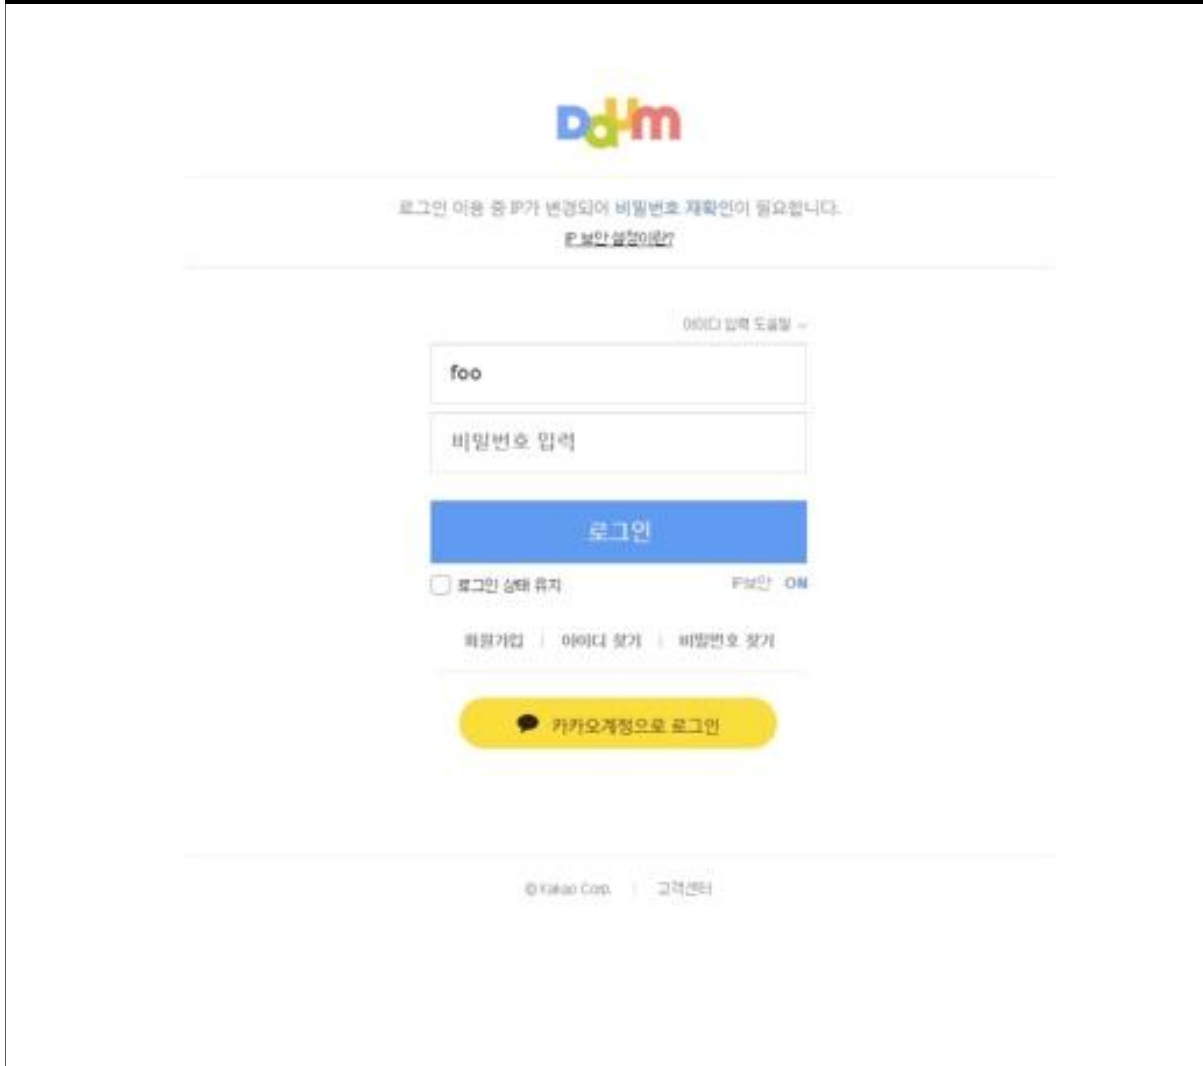 Daum
로그인 이용 중 IP가 변경되어 비밀번호 재확인이 필요합니다.
IP 보안 설정이란?
아이디 입력 도움말
foo
비밀번호 입력
로그인
로그인 상태 유지 IP보안 ON
회원가입 | 아이디 찾기 | 비밀번호 찾기
카카오계정으로 로그인
© Kakao Corp. | 고객센터